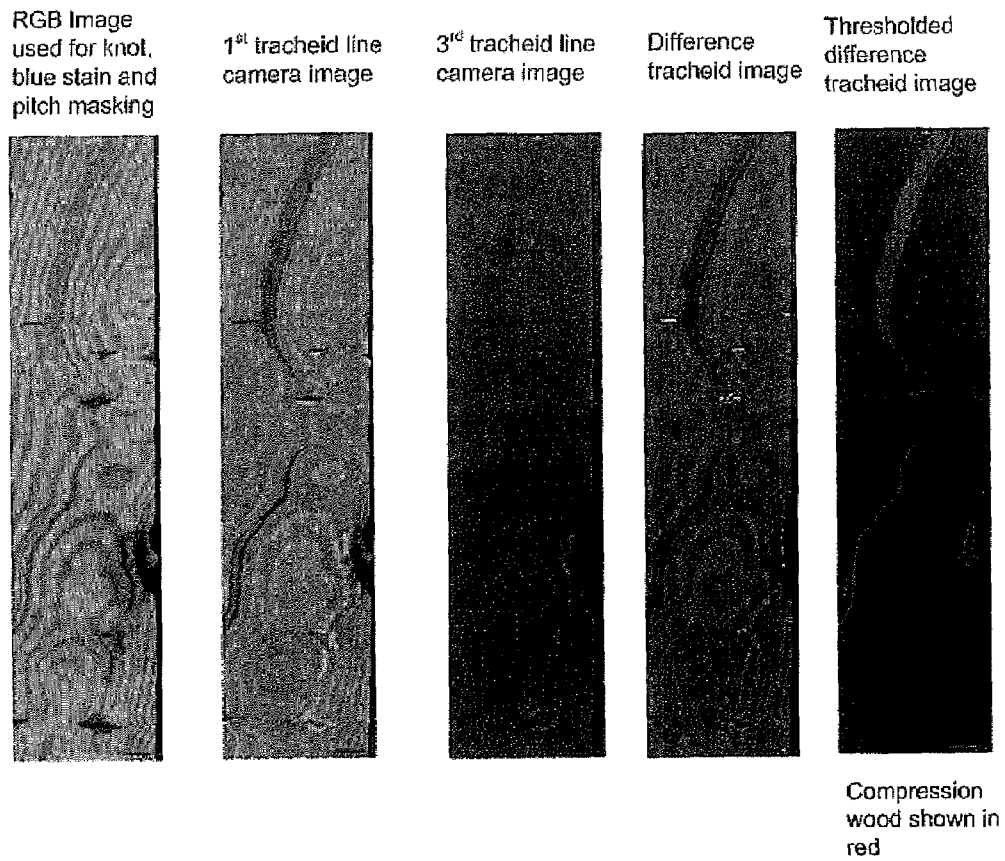 RGB Image
used for knot,
blue stain and
pitch masking
1st tracheid line
camera image
3rd tracheid line
camera image
Difference
tracheid image
Thresholded
difference
tracheid image
Compression
wood shown in
red